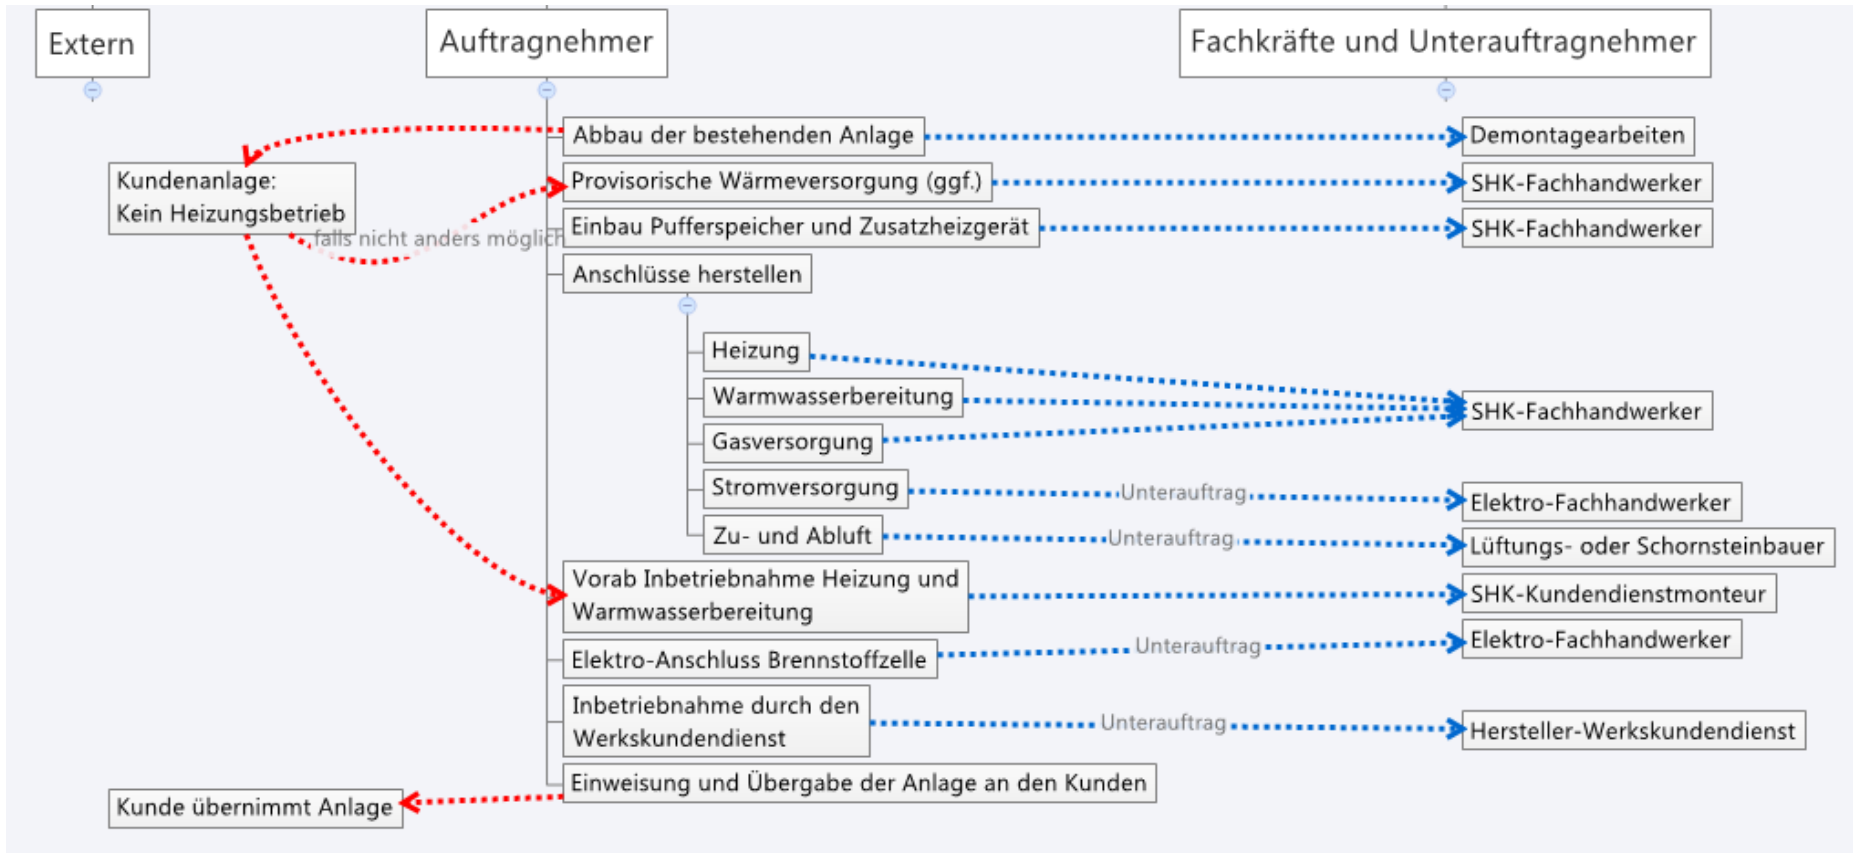 Extern
Auftragnehmer
Fachkräfte und Unterauftragnehmer
Abbau der bestehenden Anlage
Demontagearbeiten
Kundenanlage:
Kein Heizungsbetrieb
Provisorische Wärmeversorgung (ggf.)
SHK-Fachhandwerker
falls nicht anders möglich
Einbau Pufferspeicher und Zusatzheizgerät
SHK-Fachhandwerker
Anschlüsse herstellen
Heizung
Warmwasserbereitung
Gasversorgung
SHK-Fachhandwerker
Stromversorgung
Unterauftrag
Elektro-Fachhandwerker
Zu- und Abluft
Unterauftrag
Lüftungs- oder Schornsteinbauer
Vorab Inbetriebnahme Heizung und
Warmwasserbereitung
SHK-Kundendienstmonteur
Elektro-Anschluss Brennstoffzelle
Unterauftrag
Elektro-Fachhandwerker
Inbetriebnahme durch den
Werkskundendienst
Unterauftrag
Hersteller-Werkskundendienst
Einweisung und Übergabe der Anlage an den Kunden
Kunde übernimmt Anlage